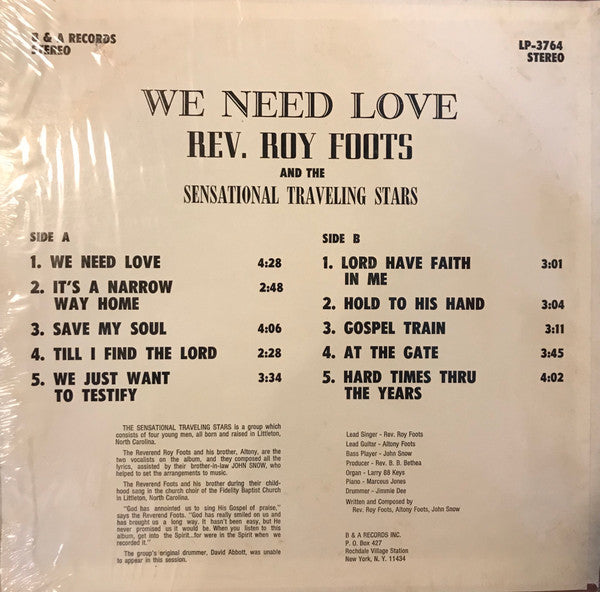 B & A RECORDS
STEREO
LP-3764
STEREO
WE NEED LOVE
REV. ROY FOOTS
AND THE
SENSATIONAL TRAVELING STARS
SIDE A
1. WE NEED LOVE 4:28
2. IT'S A NARROW 2:48
WAY HOME
3. SAVE MY SOUL 4:06
4. TILL I FIND THE LORD 2:28
5. WE JUST WANT 3:34
TO TESTIFY
SIDE B
1. LORD HAVE FAITH 3:01
IN ME
2. HOLD TO HIS HAND 3:04
3. GOSPEL TRAIN 3:11
4. AT THE GATE 3:45
5. HARD TIMES THRU 4:02
THE YEARS
THE SENSATIONAL TRAVELING STARS is a group which
consists of four young men, all born and raised in Littleton,
North Carolina.
The Reverend Roy Foots and his brother, Altony, are the
two vocalists on the album, and they composed all the
lyrics, assisted by their brother-in-law JOHN SNOW, who
helped to set the arrangements to music.
The Reverend Foots and his brother during their child-
hood sang in the church choir of the Fidelity Baptist Church
in Littleton, North Carolina.
"God has anointed us to sing His Gospel of praise,"
says the Reverend Foots. "God has really smiled on us and
has brought us a long way. It hasn't been easy, but He
never promised us it would be. When you listen to this
album, get into the Spirit...for were in the Spirit when we
recorded it."
The group's original drummer, David Abbott, was unable
to appear in this session.
Lead Singer - Rev. Roy Foots
Lead Guitar - Altony Foots
Bass Player - John Snow
Producer - Rev. B. B. Bethea
Organ - Larry 88 Keys
Piano - Marceus Jones
Drummer - Jimmie Dee
Written and Composed by
Rev. Roy Foots, Altony Foots, John Snow
B & A RECORDS INC.
P. O. Box 427
Rochdale Village Station
New York, N. Y. 11434